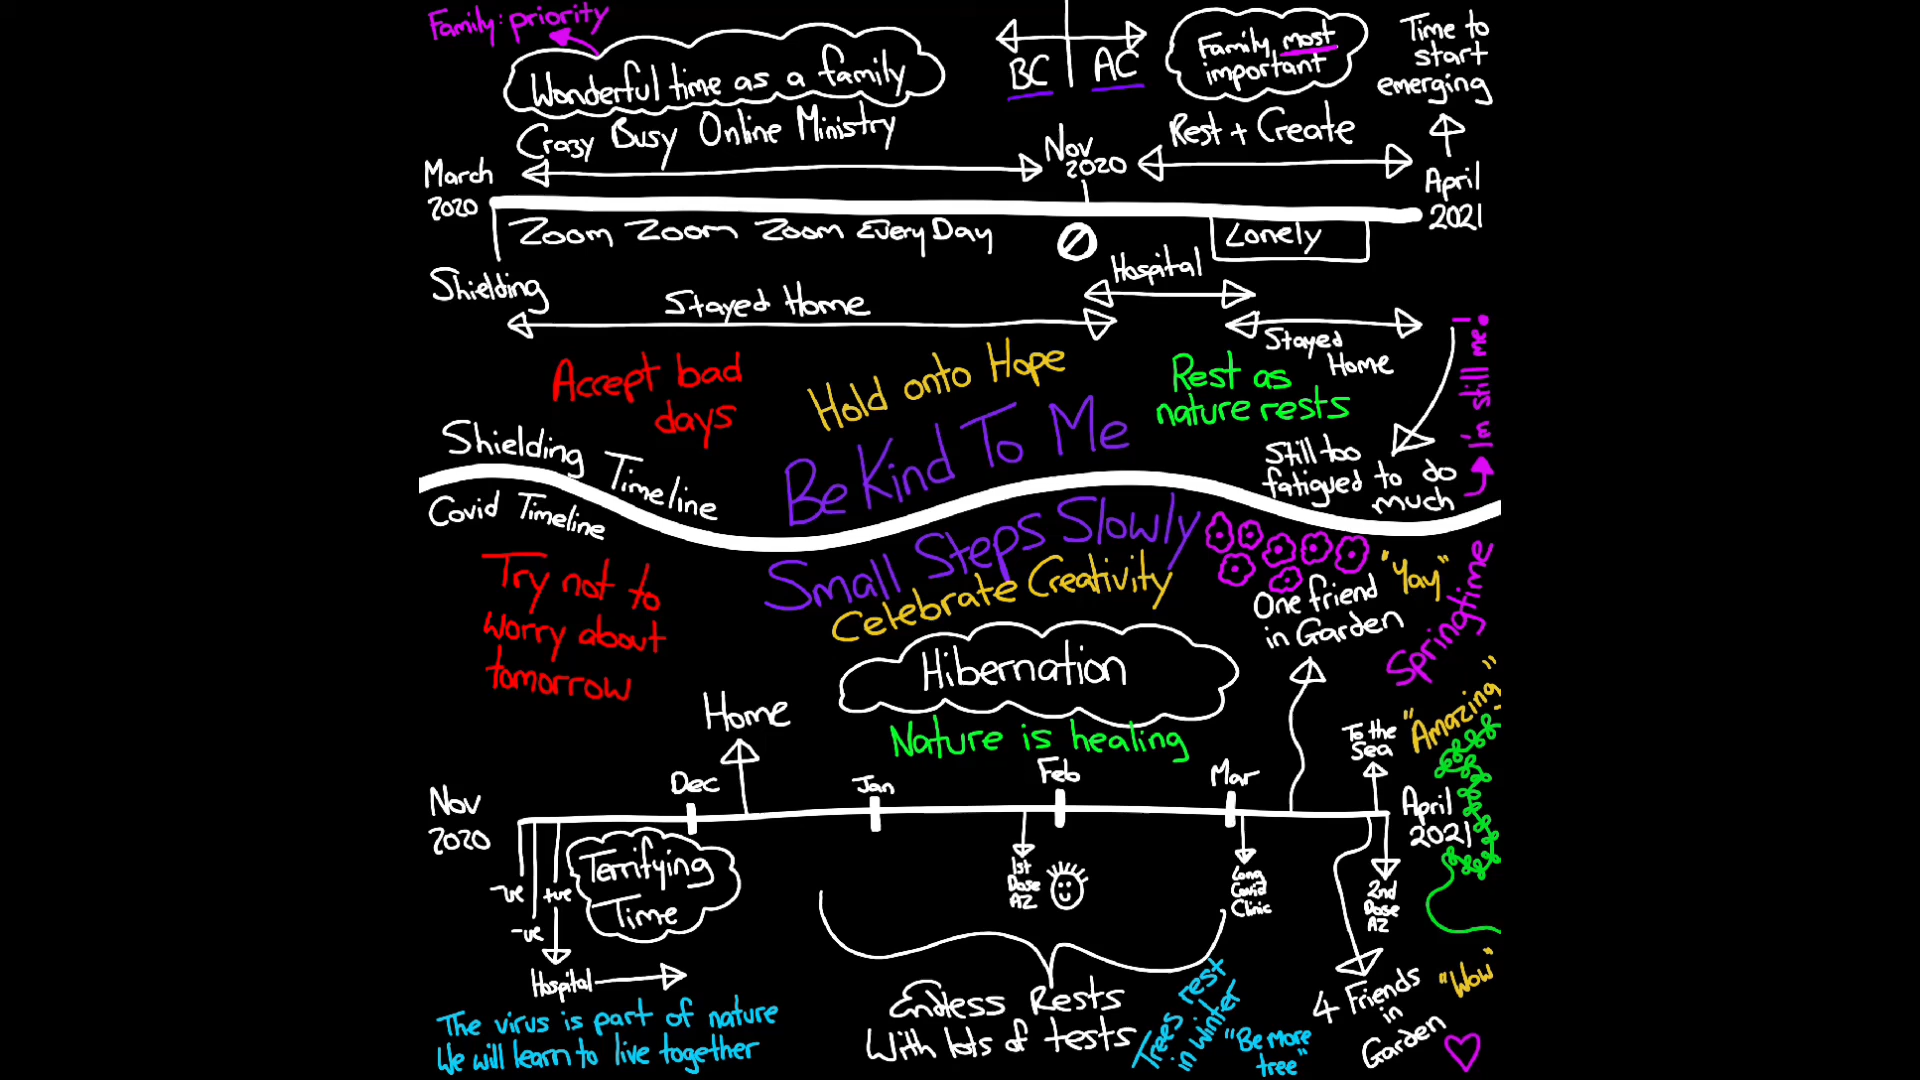 Family: priority
Wonderful time as a family
Crazy Busy Online Ministry
BC AC
Family, most
important
Time to
start
emerging
Rest + Create
March
2020
Nov
2020
April
2021
Zoom Zoom Zoom Every Day
Lonely
Hospital
Shielding
Stayed Home
Stayed
Home
Accept bad
days
Hold onto Hope
Rest as
nature rests
I'm still me!
Be Kind To Me
Still too
fatigued to do
much
Shielding Timeline
Covid Timeline
Small Steps Slowly
Celebrate Creativity
Try not to
worry about
tomorrow
One friend
in Garden
"Yay"
Springtime
Hibernation
Nature is healing
Home
To the
Sea
"Amazing"
Nov
2020
Dec
Jan
Feb
Mar
April
2021
-ve
+ve
-ve
Terrifying
Time
1st
Dose
AZ
Long
Covid
Clinic
2nd
Dose
AZ
Hospital
Endless Rests
With lots of tests
4 Friends
in
Garden
"Wow"
The virus is part of nature
We will learn to live together
Trees rest
in winter
"Be More
tree"